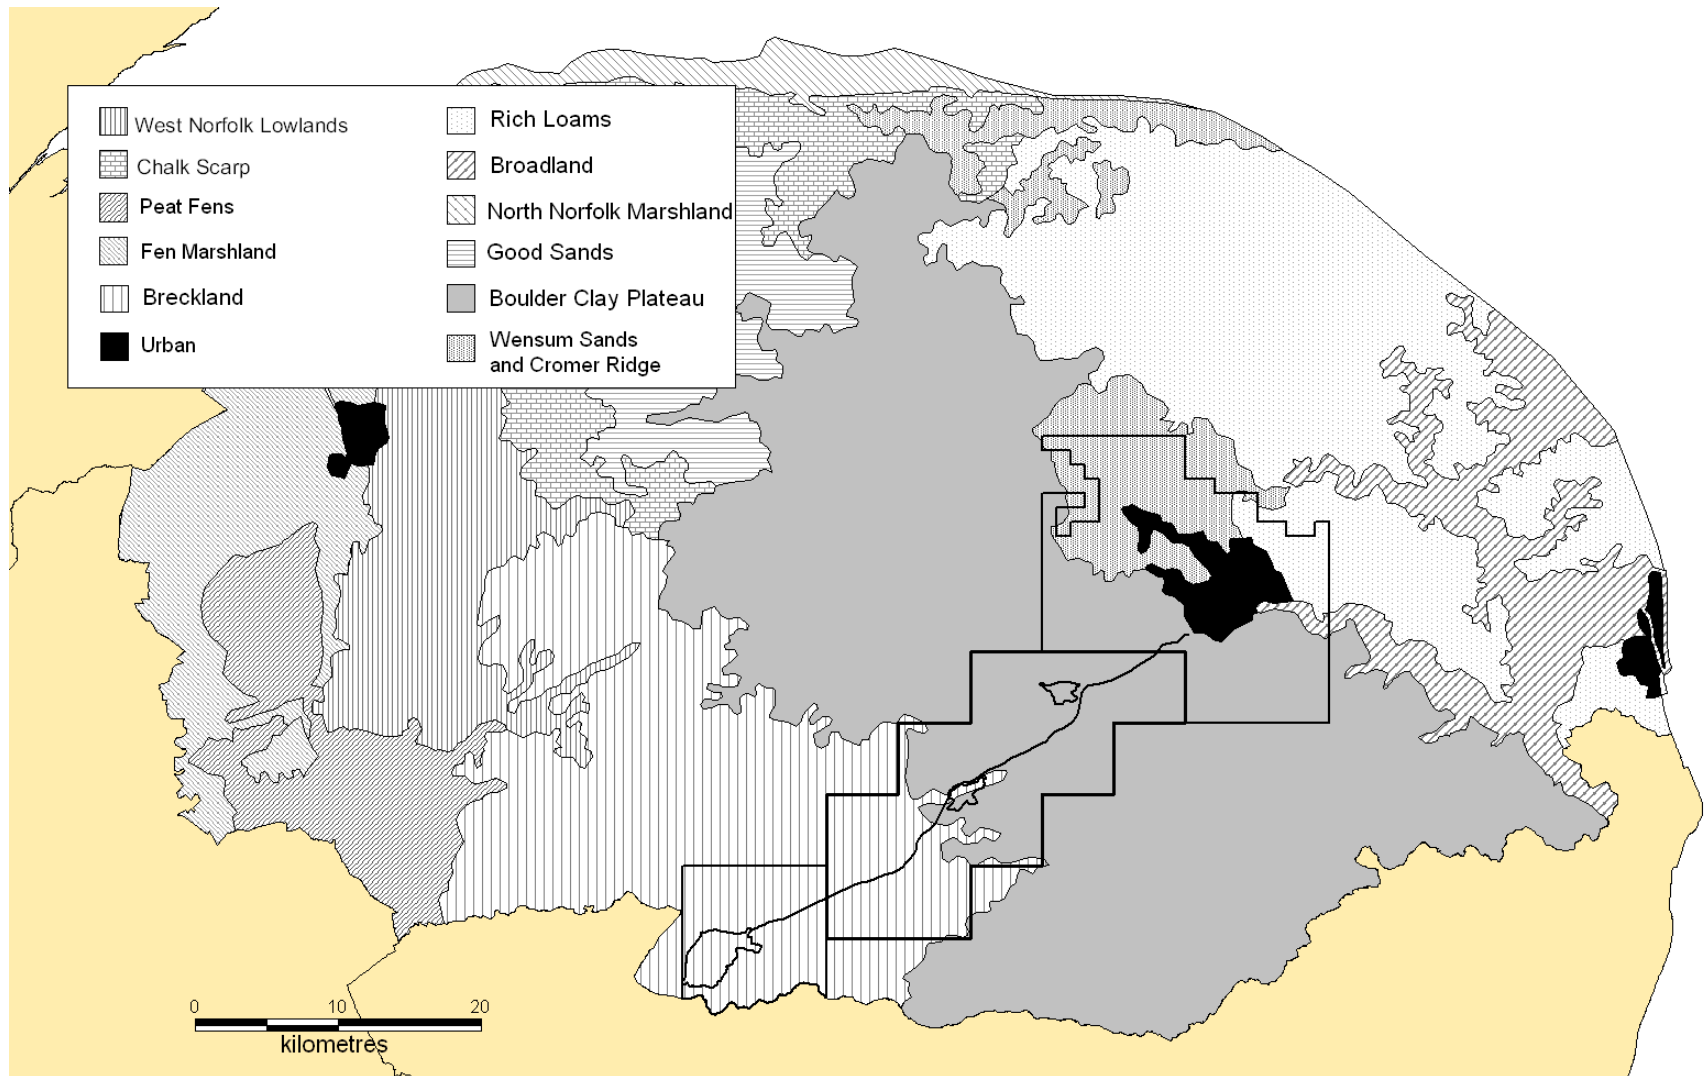 West Norfolk Lowlands
Chalk Scarp
Peat Fens
Fen Marshland
Breckland
Urban
Rich Loams
Broadland
North Norfolk Marshland
Good Sands
Boulder Clay Plateau
Wensum Sands
and Cromer Ridge
0 10 20
kilometres